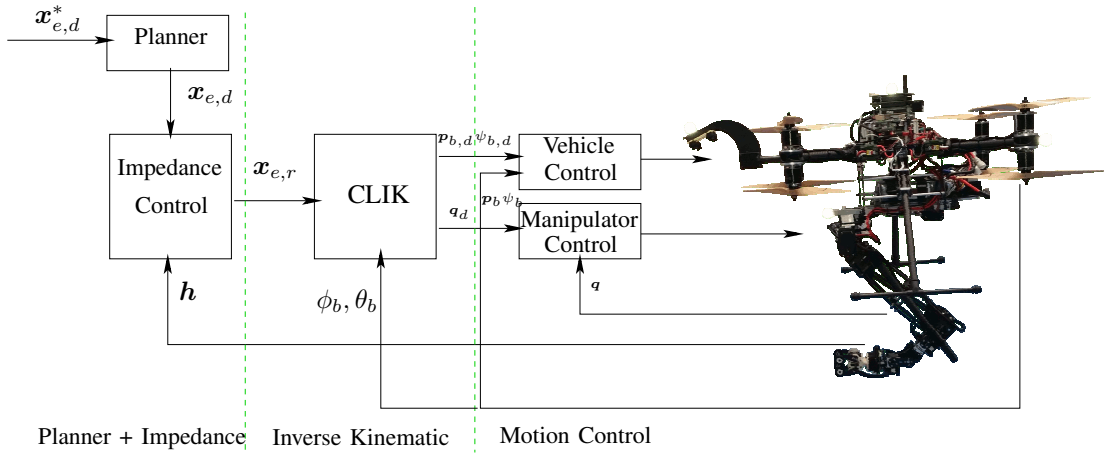 x*e,d
Planner
xe,d
Impedance
Control
xe,r
CLIK
pb,d ψb,d
Vehicle
Control
pb ψb
qd
Manipulator
Control
h
ϕb, θb
q
Planner + Impedance
Inverse Kinematic
Motion Control